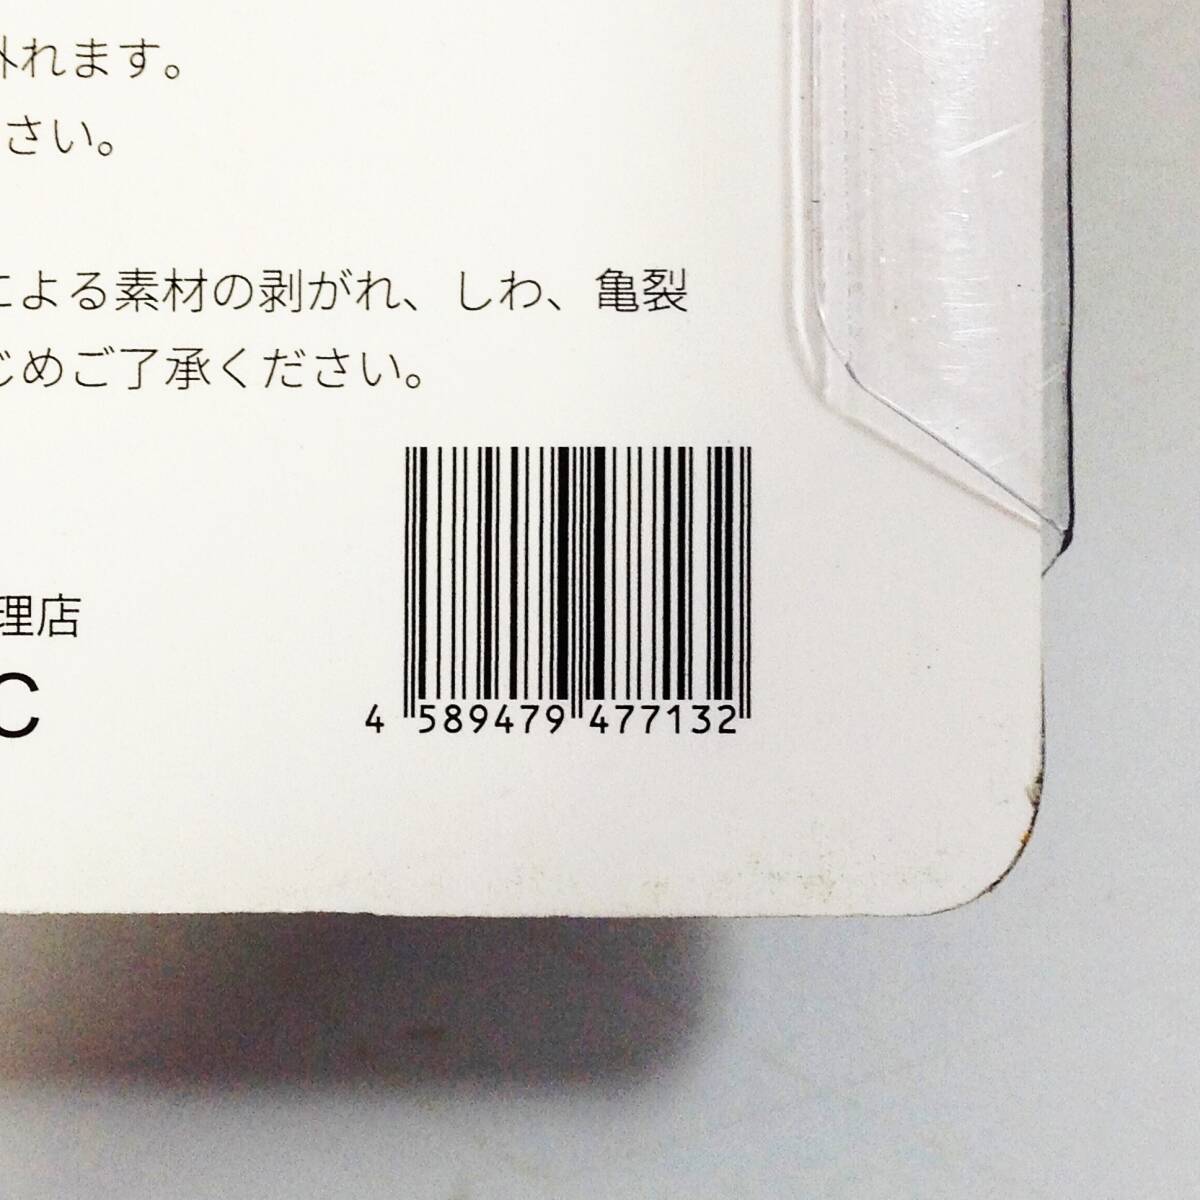 外れます。
さい。
による素材の剥がれ、しわ、亀裂
じめご了承ください。
理店
C
4 589479 477132